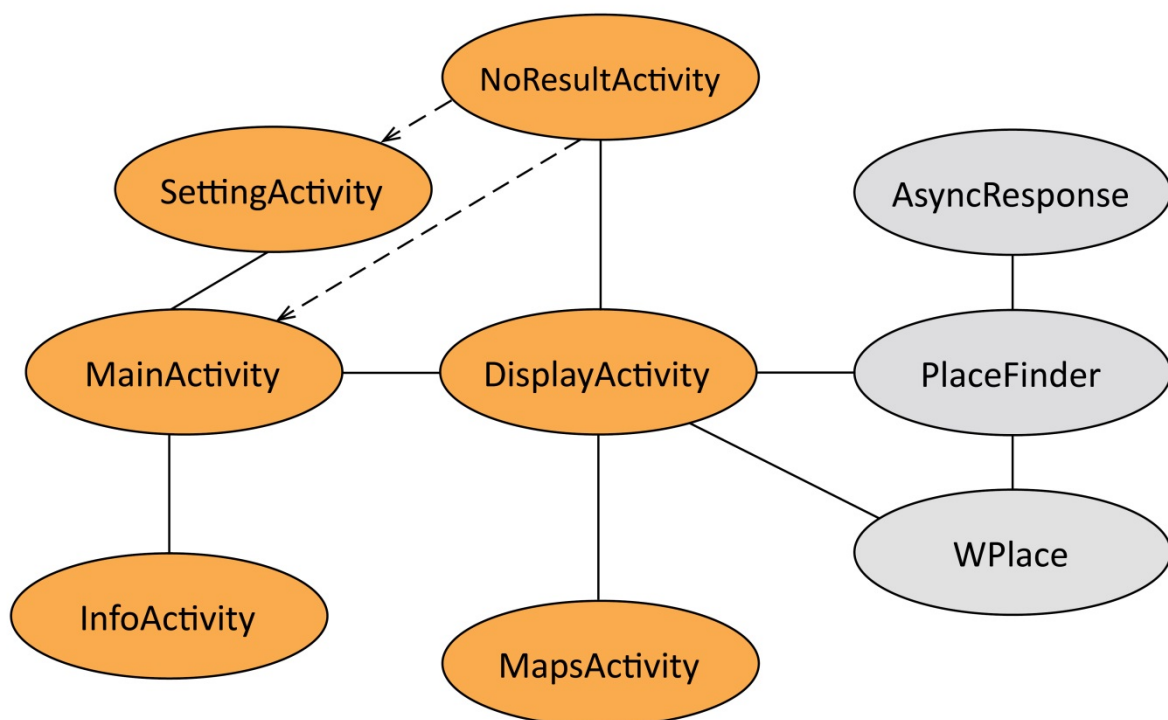 NoResultActivity
SettingActivity
AsyncResponse
MainActivity
DisplayActivity
PlaceFinder
WPlace
InfoActivity
MapsActivity